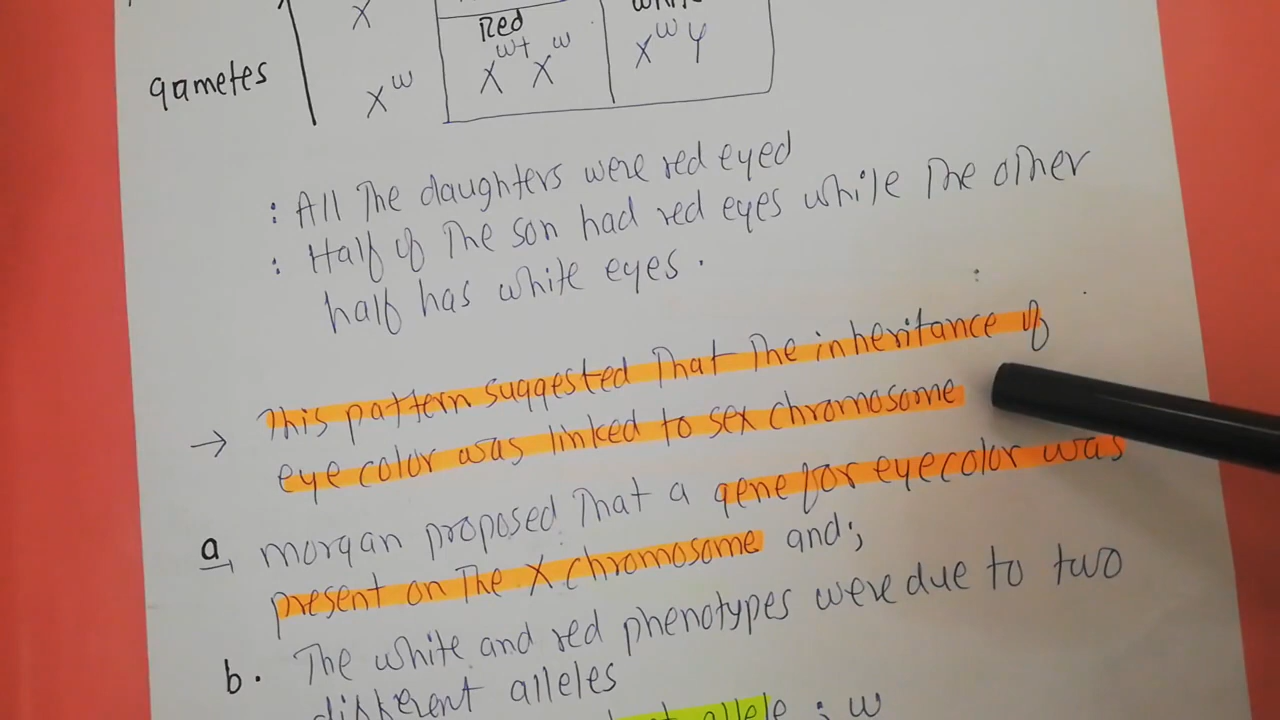 X Red
gametes X^w X^w+ X^w X^w Y
: All The daughters were red eyed
: Half of The son had red eyes while The other
half has white eyes.
→ This pattern suggested That The inheritance of
eye color was linked to sex chromosome
a, morgan proposed That a gene for eyecolor was
present on The X chromosome and;
b. The white and red phenotypes were due to two
different alleles
allele : w